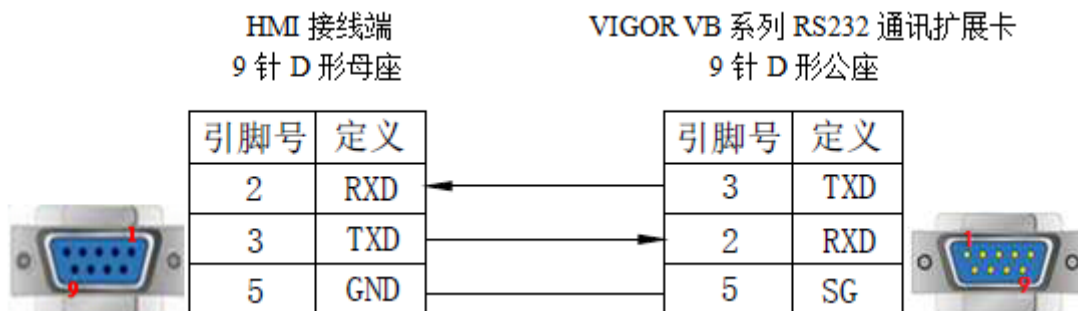 HMI 接线端
9 针 D 形母座
VIGOR VB 系列 RS232 通讯扩展卡
9 针 D 形公座
引脚号 定义
2 RXD
3 TXD
5 GND
引脚号 定义
3 TXD
2 RXD
5 SG
1
9
1
9